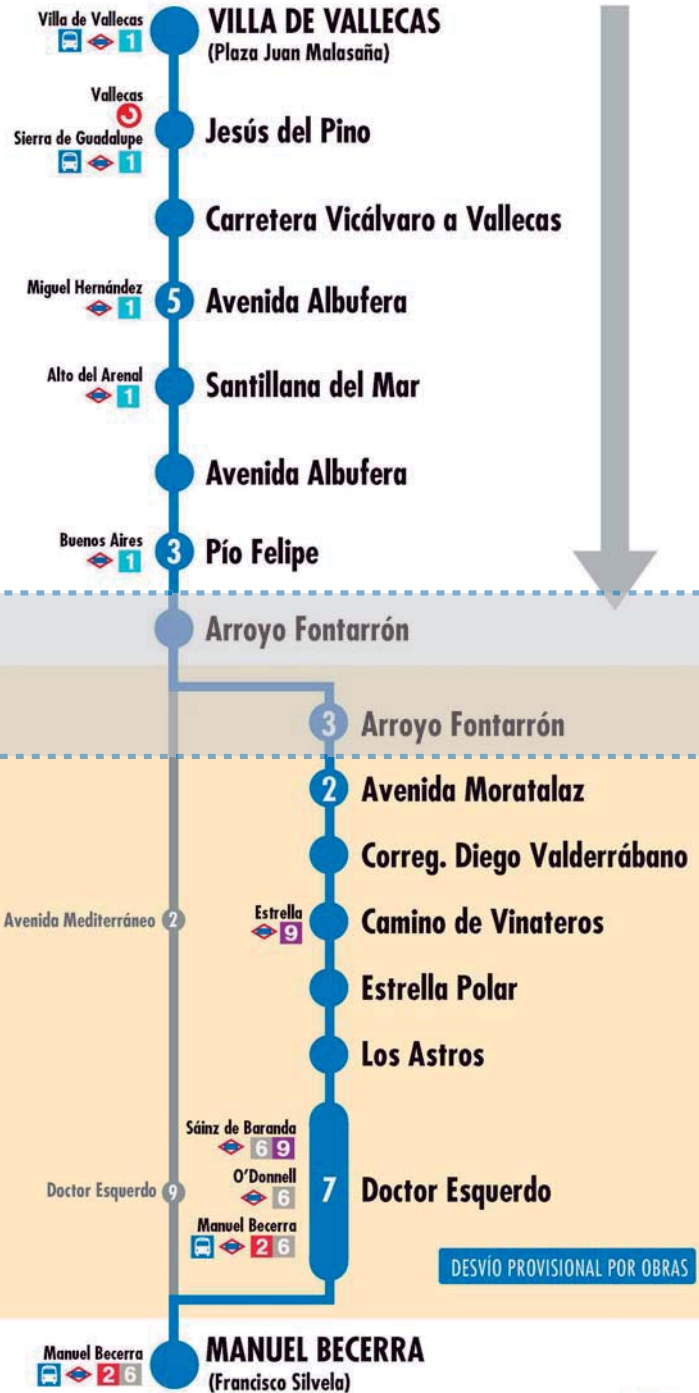 Villa de Vallecas
1
VILLA DE VALLECAS
(Plaza Juan Malasaña)
Vallecas
Sierra de Guadalupe
1
Jesús del Pino
Carretera Vicálvaro a Vallecas
Miguel Hernández
1
5
Avenida Albufera
Alto del Arenal
1
Santillana del Mar
Avenida Albufera
Buenos Aires
1
3
Pío Felipe
Arroyo Fontarrón
3
Arroyo Fontarrón
2
Avenida Moratalaz
Correg. Diego Valderrábano
Avenida Mediterráneo 2
Estrella
9
Camino de Vinateros
Estrella Polar
Los Astros
Sáinz de Baranda
6 9
O'Donnell
6
Manuel Becerra
2 6
Doctor Esquerdo 9
7
Doctor Esquerdo
DESVÍO PROVISIONAL POR OBRAS
Manuel Becerra
2 6
MANUEL BECERRA
(Francisco Silvela)